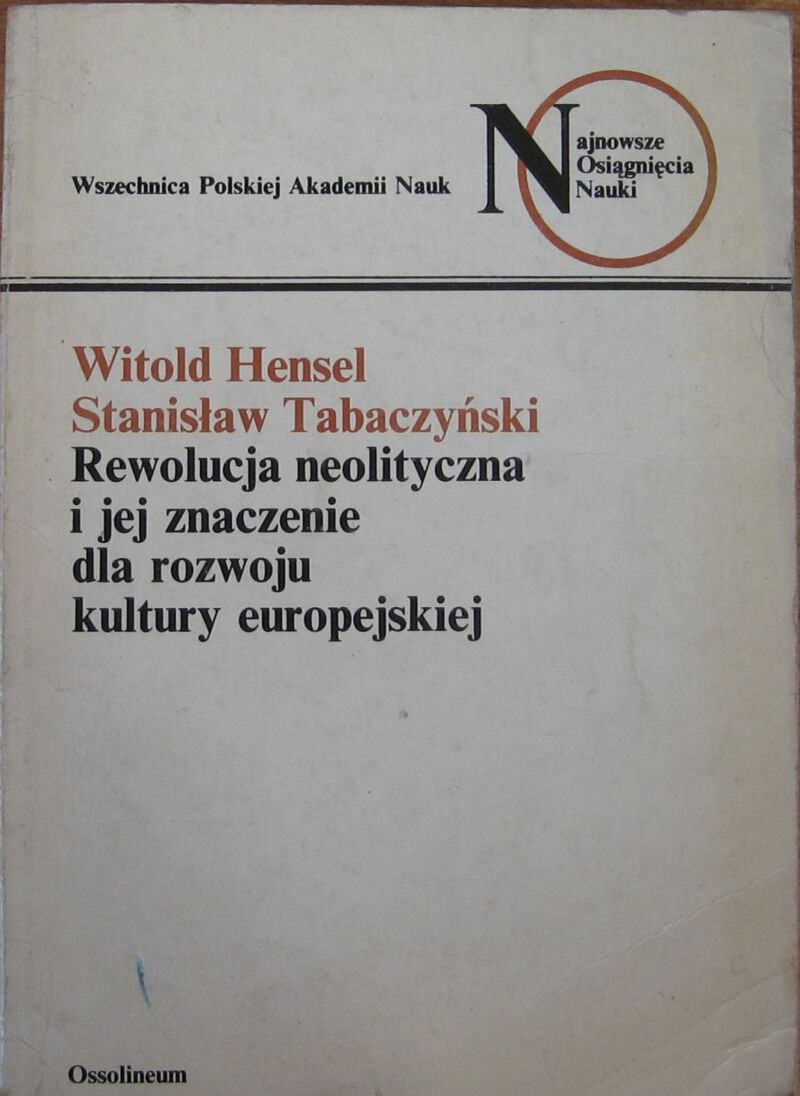 Wszechnica Polskiej Akademii Nauk
Najnowsze
Osiągnięcia
Nauki
Witold Hensel
Stanisław Tabaczyński
Rewolucja neolityczna
i jej znaczenie
dla rozwoju
kultury europejskiej
Ossolineum